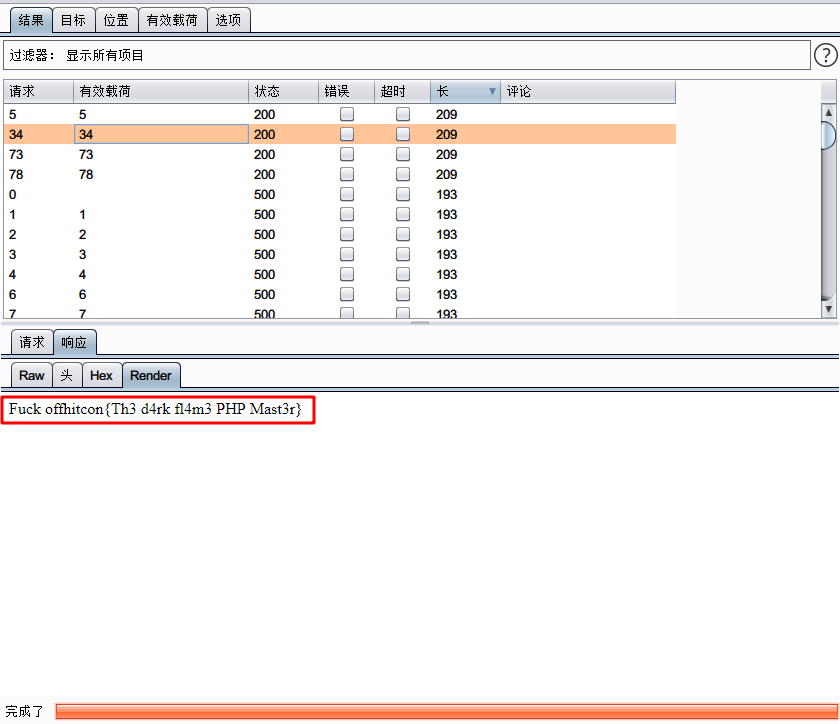 结果 目标 位置 有效载荷 选项
过滤器： 显示所有项目 ?
请求 有效载荷 状态 错误 超时 长 评论
5 5 200 209
34 34 200 209
73 73 200 209
78 78 200 209
0 500 193
1 1 500 193
2 2 500 193
3 3 500 193
4 4 500 193
6 6 500 193
7 7 500 193
请求 响应
Raw 头 Hex Render
Fuck offhitcon{Th3 d4rk fl4m3 PHP Mast3r}
完成了